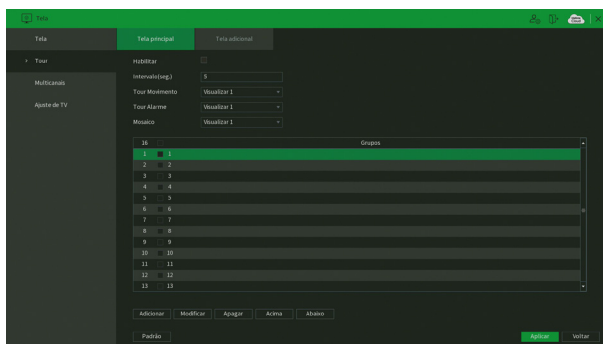 Tela
Tela
Tour
Multicanais
Ajuste de TV
Tela principal
Tela adicional
Habilitar
Intervalo(seg.) 5
Tour Movimento Visualizar 1
Tour Alarme Visualizar 1
Mosaico Visualizar 1
16 Grupos
1 1
2 2
3 3
4 4
5 5
6 6
7 7
8 8
9 9
10 10
11 11
12 12
13 13
Adicionar Modificar Apagar Acima Abaixo
Padrão Aplicar Voltar